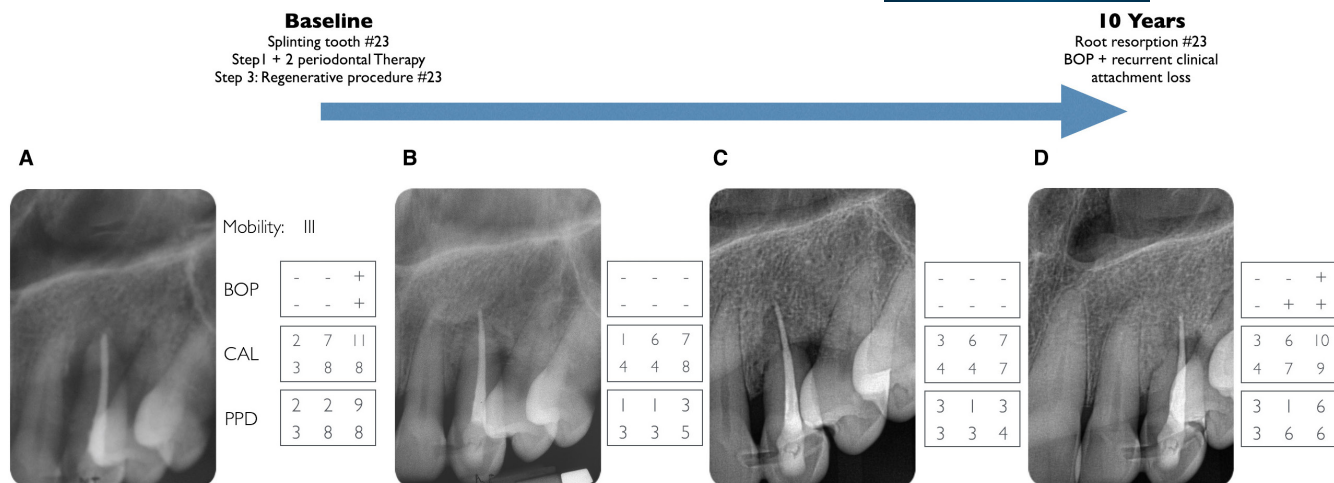 Baseline
Splinting tooth #23
Step1 + 2 periodontal Therapy
Step 3: Regenerative procedure #23
10 Years
Root resorption #23
BOP + recurrent clinical
attachment loss
A
B
C
D
Mobility: III
BOP
- - +
- - +
CAL
2 7 11
3 8 8
PPD
2 2 9
3 8 8
- - -
- - -
1 6 7
4 4 8
1 1 3
3 3 5
- - -
- - -
3 6 7
4 4 7
3 1 3
3 3 4
- - +
- + +
3 6 10
4 7 9
3 1 6
3 6 6